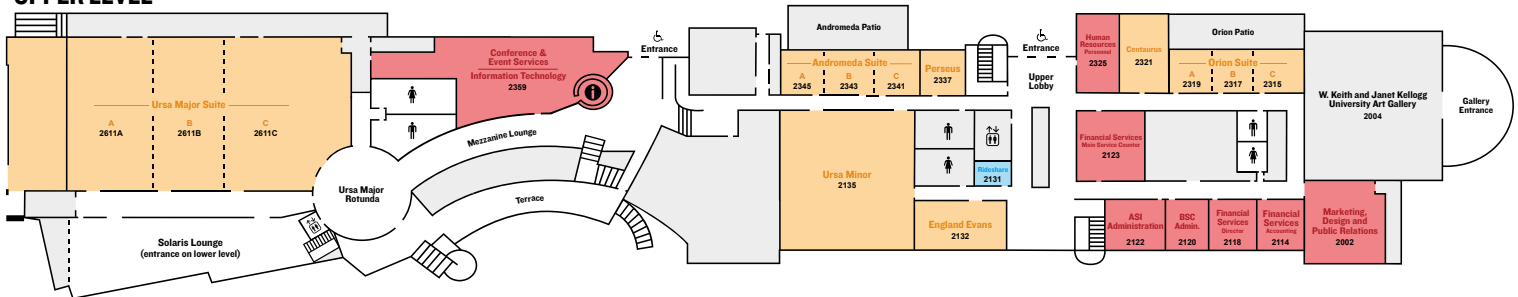 UPPER LEVEL
Ursa Major Suite
A
2611A
B
2611B
C
2611C
Conference &
Event Services
Information Technology
2359
i
Mezzanine Lounge
Ursa Major
Rotunda
Terrace
Solaris Lounge
(entrance on lower level)
Entrance
Andromeda Patio
Andromeda Suite
A
2345
B
2343
C
2341
Perseus
2337
Entrance
Upper
Lobby
Ursa Minor
2135
Rideshare
2131
England Evans
2132
Human
Resources
Personnel
2325
Centaurus
2321
Orion Patio
Orion Suite
A
2319
B
2317
C
2315
W. Keith and Janet Kellogg
University Art Gallery
2004
Gallery
Entrance
Financial Services
Main Service Counter
2123
ASI
Administration
2122
BSC
Admin.
2120
Financial
Services
Director
2118
Financial
Services
Accounting
2114
Marketing,
Design and
Public Relations
2002